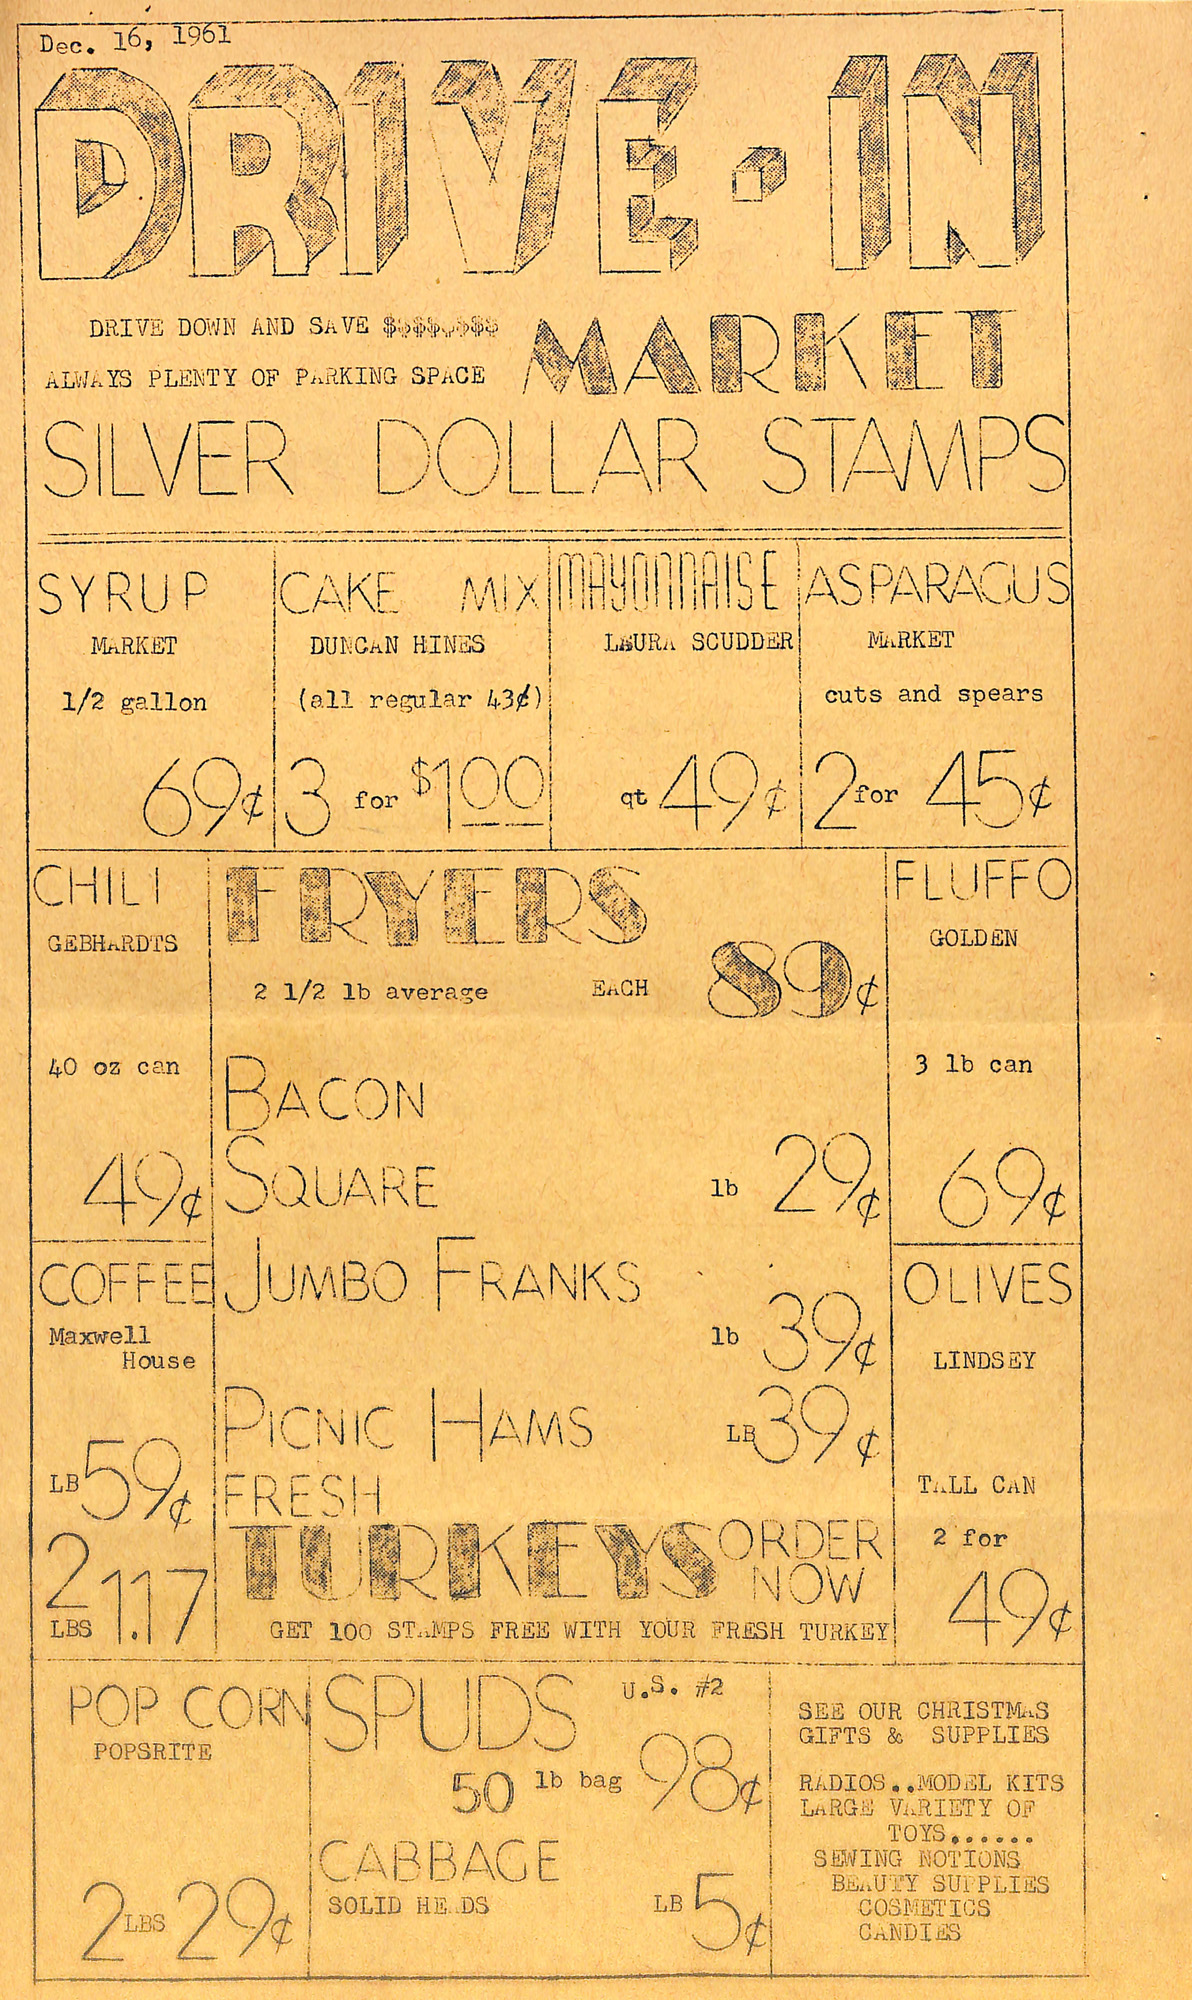 Dec. 16, 1961
DRIVE-IN
DRIVE DOWN AND SAVE $$$$$$$$
MARKET
ALWAYS PLENTY OF PARKING SPACE
SILVER DOLLAR STAMPS
SYRUP
MARKET
1/2 gallon
69¢
CAKE MIX
DUNCAN HINES
(all regular 43¢)
3 for $1.00
MAYONNAISE
LAURA SCUDDER
qt 49¢
ASPARAGUS
MARKET
cuts and spears
2 for 45¢
CHILI
GEBHARDTS
40 oz can
49¢
COFFEE
Maxwell
House
LB 59¢
2 LBS 1.17
FRYERS
2 1/2 lb average EACH 89¢
BACON
SQUARE lb 29¢
JUMBO FRANKS
lb 39¢
PICNIC HAMS LB 39¢
FRESH
TURKEYS ORDER
NOW
GET 100 STAMPS FREE WITH YOUR FRESH TURKEY
FLUFFO
GOLDEN
3 lb can
69¢
OLIVES
LINDSEY
TALL CAN
2 for
49¢
POP CORN
POPSRITE
2 LBS 29¢
SPUDS U.S. #2
50 lb bag 98¢
CABBAGE
SOLID HEADS LB 5¢
SEE OUR CHRISTMAS
GIFTS & SUPPLIES
RADIOS..MODEL KITS
LARGE VARIETY OF
TOYS......
SEWING NOTIONS
BEAUTY SUPPLIES
COSMETICS
CANDIES